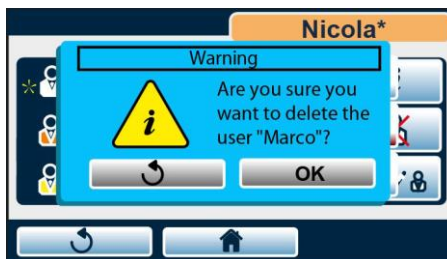 Nicola*
Warning
Are you sure you
want to delete the
user "Marco"?
OK